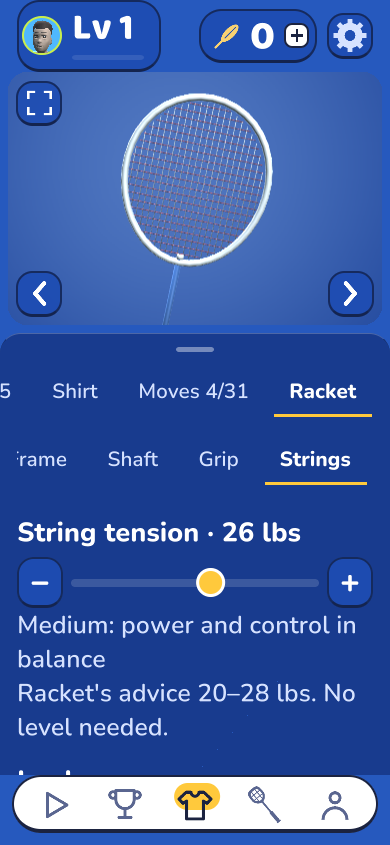 Lv 1
0
5 Shirt Moves 4/31 Racket
Frame Shaft Grip Strings
String tension · 26 lbs
Medium: power and control in
balance
Racket's advice 20–28 lbs. No
level needed.